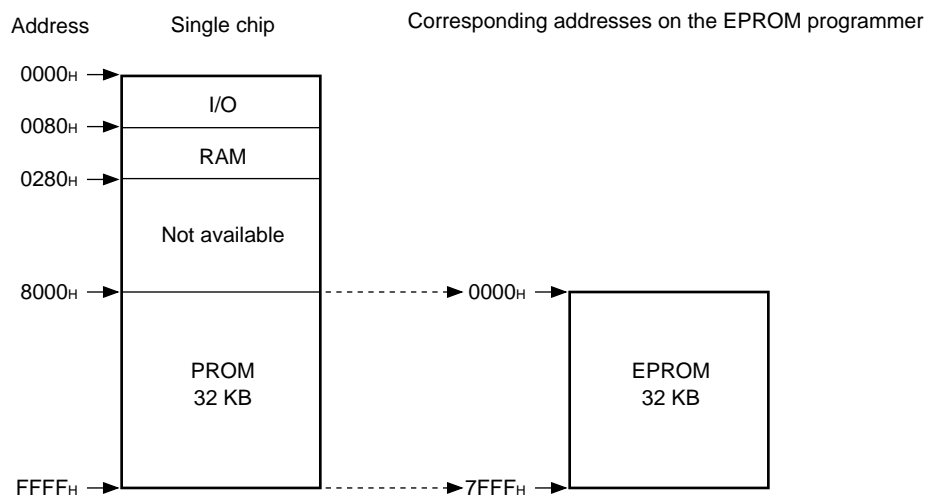 Address Single chip Corresponding addresses on the EPROM programmer
0000H
I/O
0080H
RAM
0280H
Not available
8000H 0000H
PROM EPROM
32 KB 32 KB
FFFFH 7FFFH